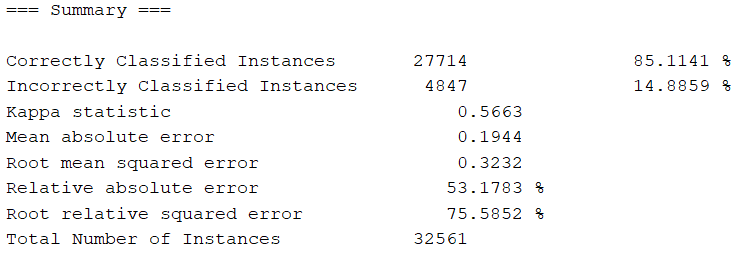 === Summary ===
Correctly Classified Instances 27714 85.1141 %
Incorrectly Classified Instances 4847 14.8859 %
Kappa statistic 0.5663
Mean absolute error 0.1944
Root mean squared error 0.3232
Relative absolute error 53.1783 %
Root relative squared error 75.5852 %
Total Number of Instances 32561